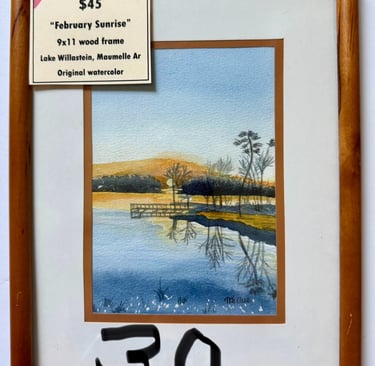 $45
"February Sunrise"
9x11 wood frame
Lake Willastein, Maumelle Ar
Original watercolor
30